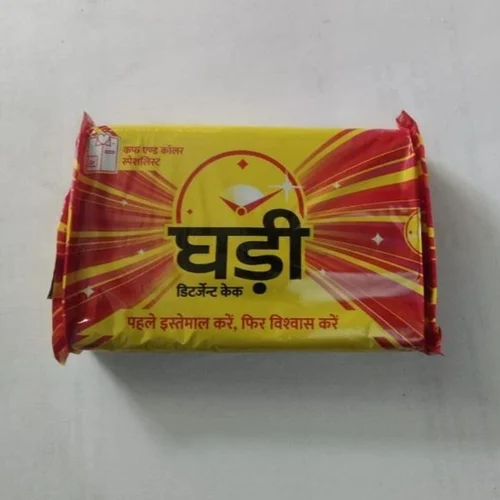 कफ एण्ड कॉलर
स्पेशलिस्ट
घड़ी
डिटर्जेन्ट केक
पहले इस्तेमाल करें, फिर विश्वास करें